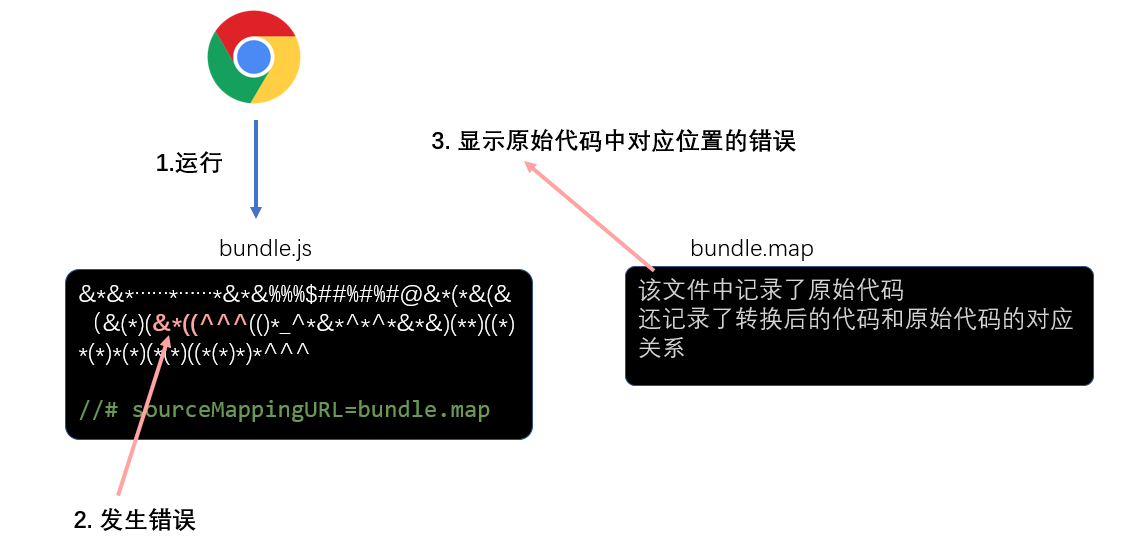 1.运行
3. 显示原始代码中对应位置的错误
bundle.js
&*&*……*……*&*&%%%$##%#%#@&*(*&(&
（&(*)(&*((^^^(()*_^*&*^*^*&*&)(**)((*)
*(*)*(*)(*(*)((*(*)*)*^^^
//# sourceMappingURL=bundle.map
bundle.map
该文件中记录了原始代码
还记录了转换后的代码和原始代码的对应
关系
2. 发生错误